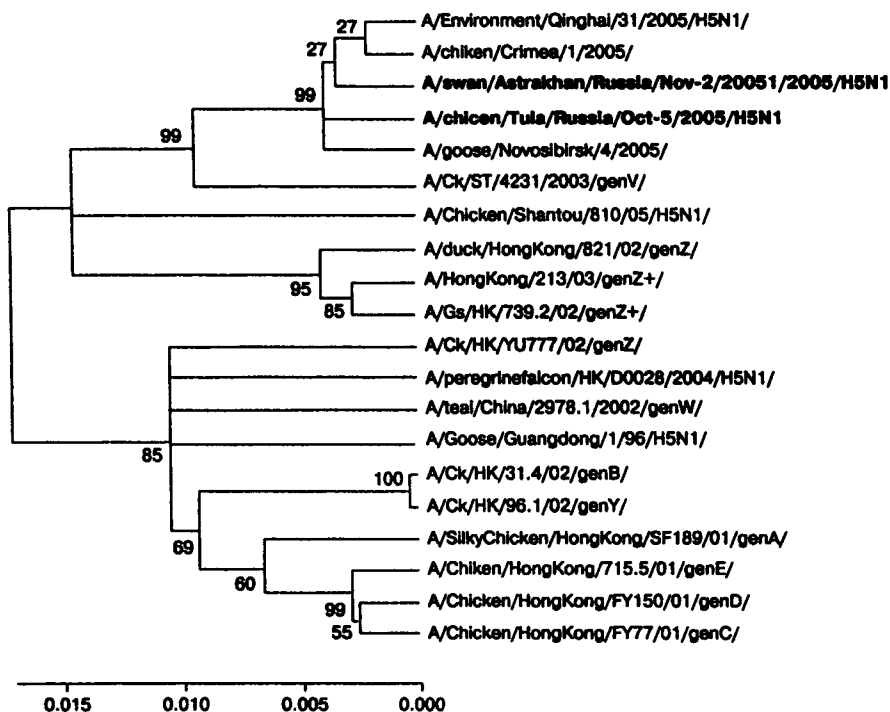 A/Environment/Qinghai/31/2005/H5N1/
27
27
A/chiken/Crimea/1/2005/
A/swan/Astrakhan/Russia/Nov-2/20051/2005/H5N1
99
A/chicen/Tula/Russia/Oct-5/2005/H5N1
99
A/goose/Novosibirsk/4/2005/
A/Ck/ST/4231/2003/genV/
A/Chicken/Shantou/810/05/H5N1/
A/duck/HongKong/821/02/genZ/
95
A/HongKong/213/03/genZ+/
85
A/Gs/HK/739.2/02/genZ+/
A/Ck/HK/YU777/02/genZ/
A/peregrinefalcon/HK/D0028/2004/H5N1/
A/teal/China/2978.1/2002/genW/
A/Goose/Guangdong/1/96/H5N1/
85
100
A/Ck/HK/31.4/02/genB/
A/Ck/HK/96.1/02/genY/
69
A/SilkyChicken/HongKong/SF189/01/genA/
60
A/Chiken/HongKong/715.5/01/genE/
99
A/Chicken/HongKong/FY150/01/genD/
55
A/Chicken/HongKong/FY77/01/genC/
0.015 0.010 0.005 0.000